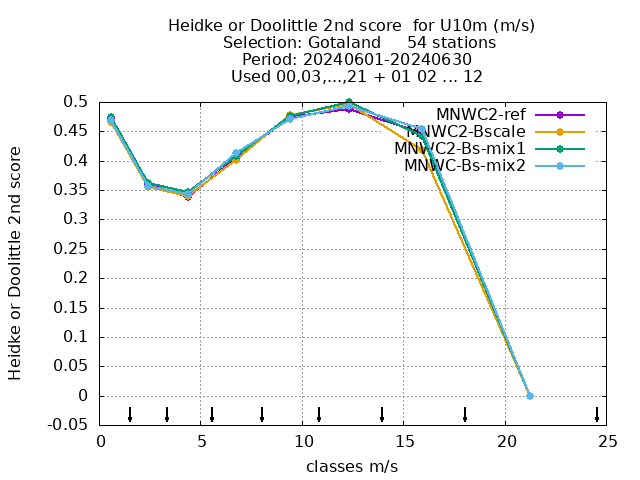 Heidke or Doolittle 2nd score  for U10m (m/s)
Selection: Gotaland     54 stations
Period: 20240601-20240630
Used 00,03,...,21 + 01 02 ... 12
MNWC2-ref
MNWC2-Bscale
MNWC2-Bs-mix1
MNWC-Bs-mix2
Heidke or Doolittle 2nd score
0.5
0.45
0.4
0.35
0.3
0.25
0.2
0.15
0.1
0.05
0
-0.05
0 5 10 15 20 25
classes m/s